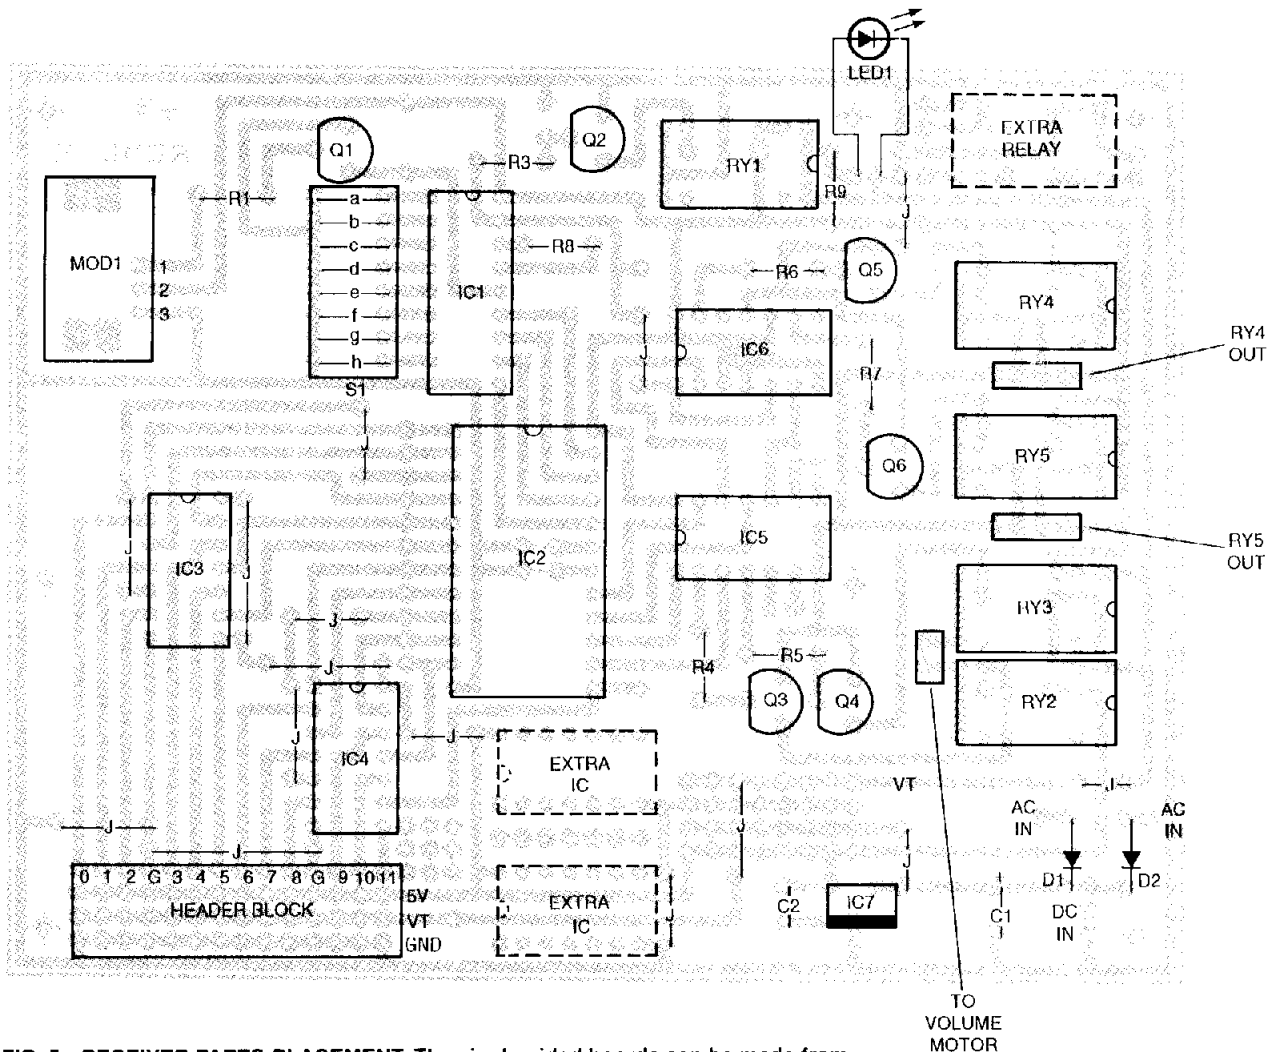 LED1
EXTRA
RELAY
Q1
Q2
R3
RY1
R9
J
R1
a
b
c
d
e
f
g
h
S1
MOD1
1
2
3
IC1
R8
R6
Q5
RY4
RY4
OUT
J
IC6
R7
J
RY5
Q6
IC2
IC5
RY5
OUT
J
IC3
J
J
J
RY3
R4
R5
Q3
Q4
RY2
J
IC4
J
EXTRA
IC
VT
J
AC
IN
AC
IN
J
J
J
J
D1
D2
0 1 2 G 3 4 5 6 7 8 G 9 10 11
HEADER BLOCK
5V
VT
GND
EXTRA
IC
J
C2
IC7
C1
DC
IN
TO
VOLUME
MOTOR